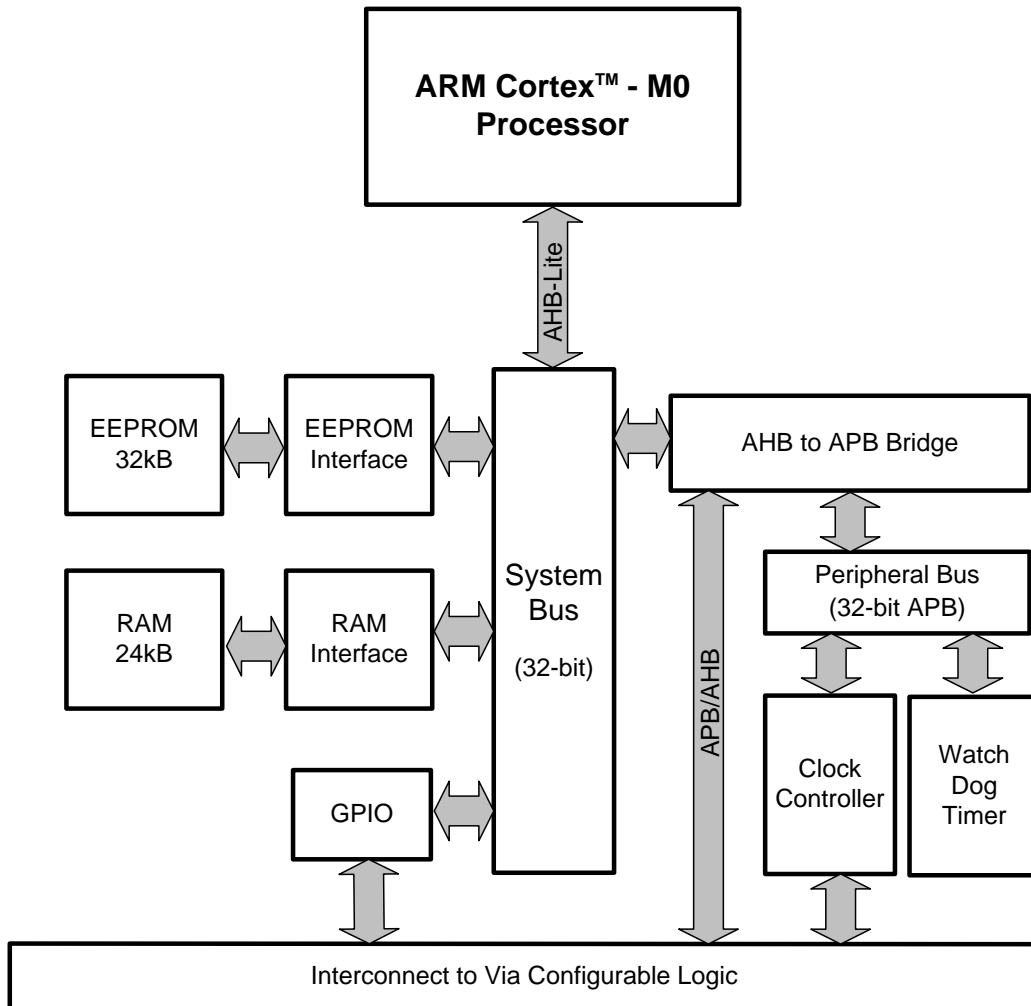 ARM Cortex™ - M0
Processor
AHB-Lite
EEPROM
32kB
EEPROM
Interface
AHB to APB Bridge
System
Bus
(32-bit)
Peripheral Bus
(32-bit APB)
RAM
24kB
RAM
Interface
APB/AHB
Clock
Controller
Watch
Dog
Timer
GPIO
Interconnect to Via Configurable Logic